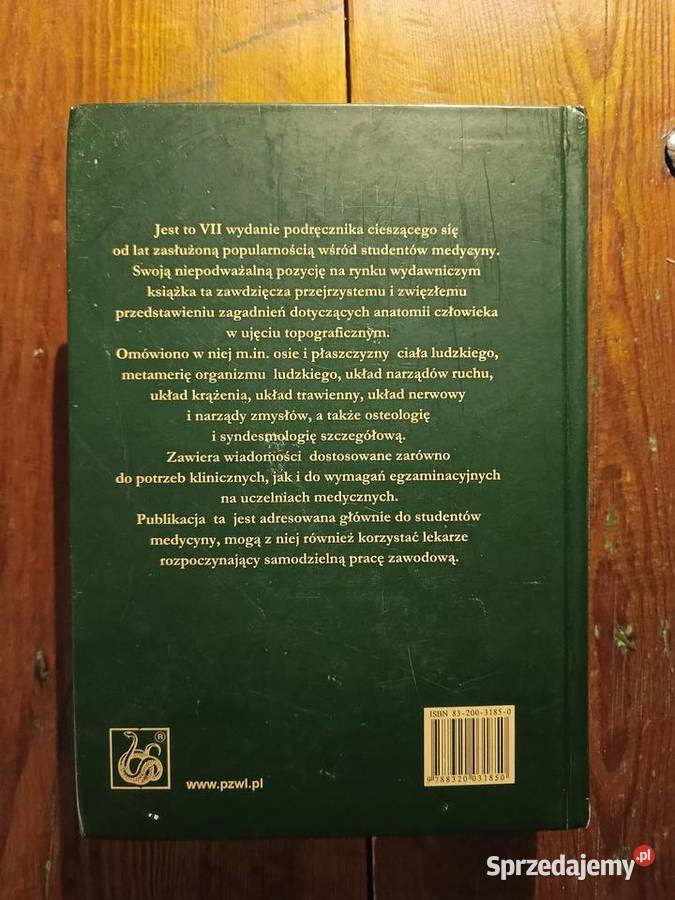 Jest to VII wydanie podręcznika cieszącego się
od lat zasłużoną popularnością wśród studentów medycyny.
Swoją niepodważalną pozycję na rynku wydawniczym
książka ta zawdzięcza przejrzystemu i zwięzłemu
przedstawieniu zagadnień dotyczących anatomii człowieka
w ujęciu topograficznym.
Omówiono w niej m.in. osie i płaszczyzny ciała ludzkiego,
metamerię organizmu ludzkiego, układ narządów ruchu,
układ krążenia, układ trawienny, układ nerwowy
i narządy zmysłów, a także osteologię
i syndesmologię szczegółową.
Zawiera wiadomości dostosowane zarówno
do potrzeb klinicznych, jak i do wymagań egzaminacyjnych
na uczelniach medycznych.
Publikacja ta jest adresowana głównie do studentów
medycyny, mogą z niej również korzystać lekarze
rozpoczynający samodzielną pracę zawodową.
ISBN 83-200-3185-0
®
www.pzwl.pl
9 788320 031850
Sprzedajemy.pl